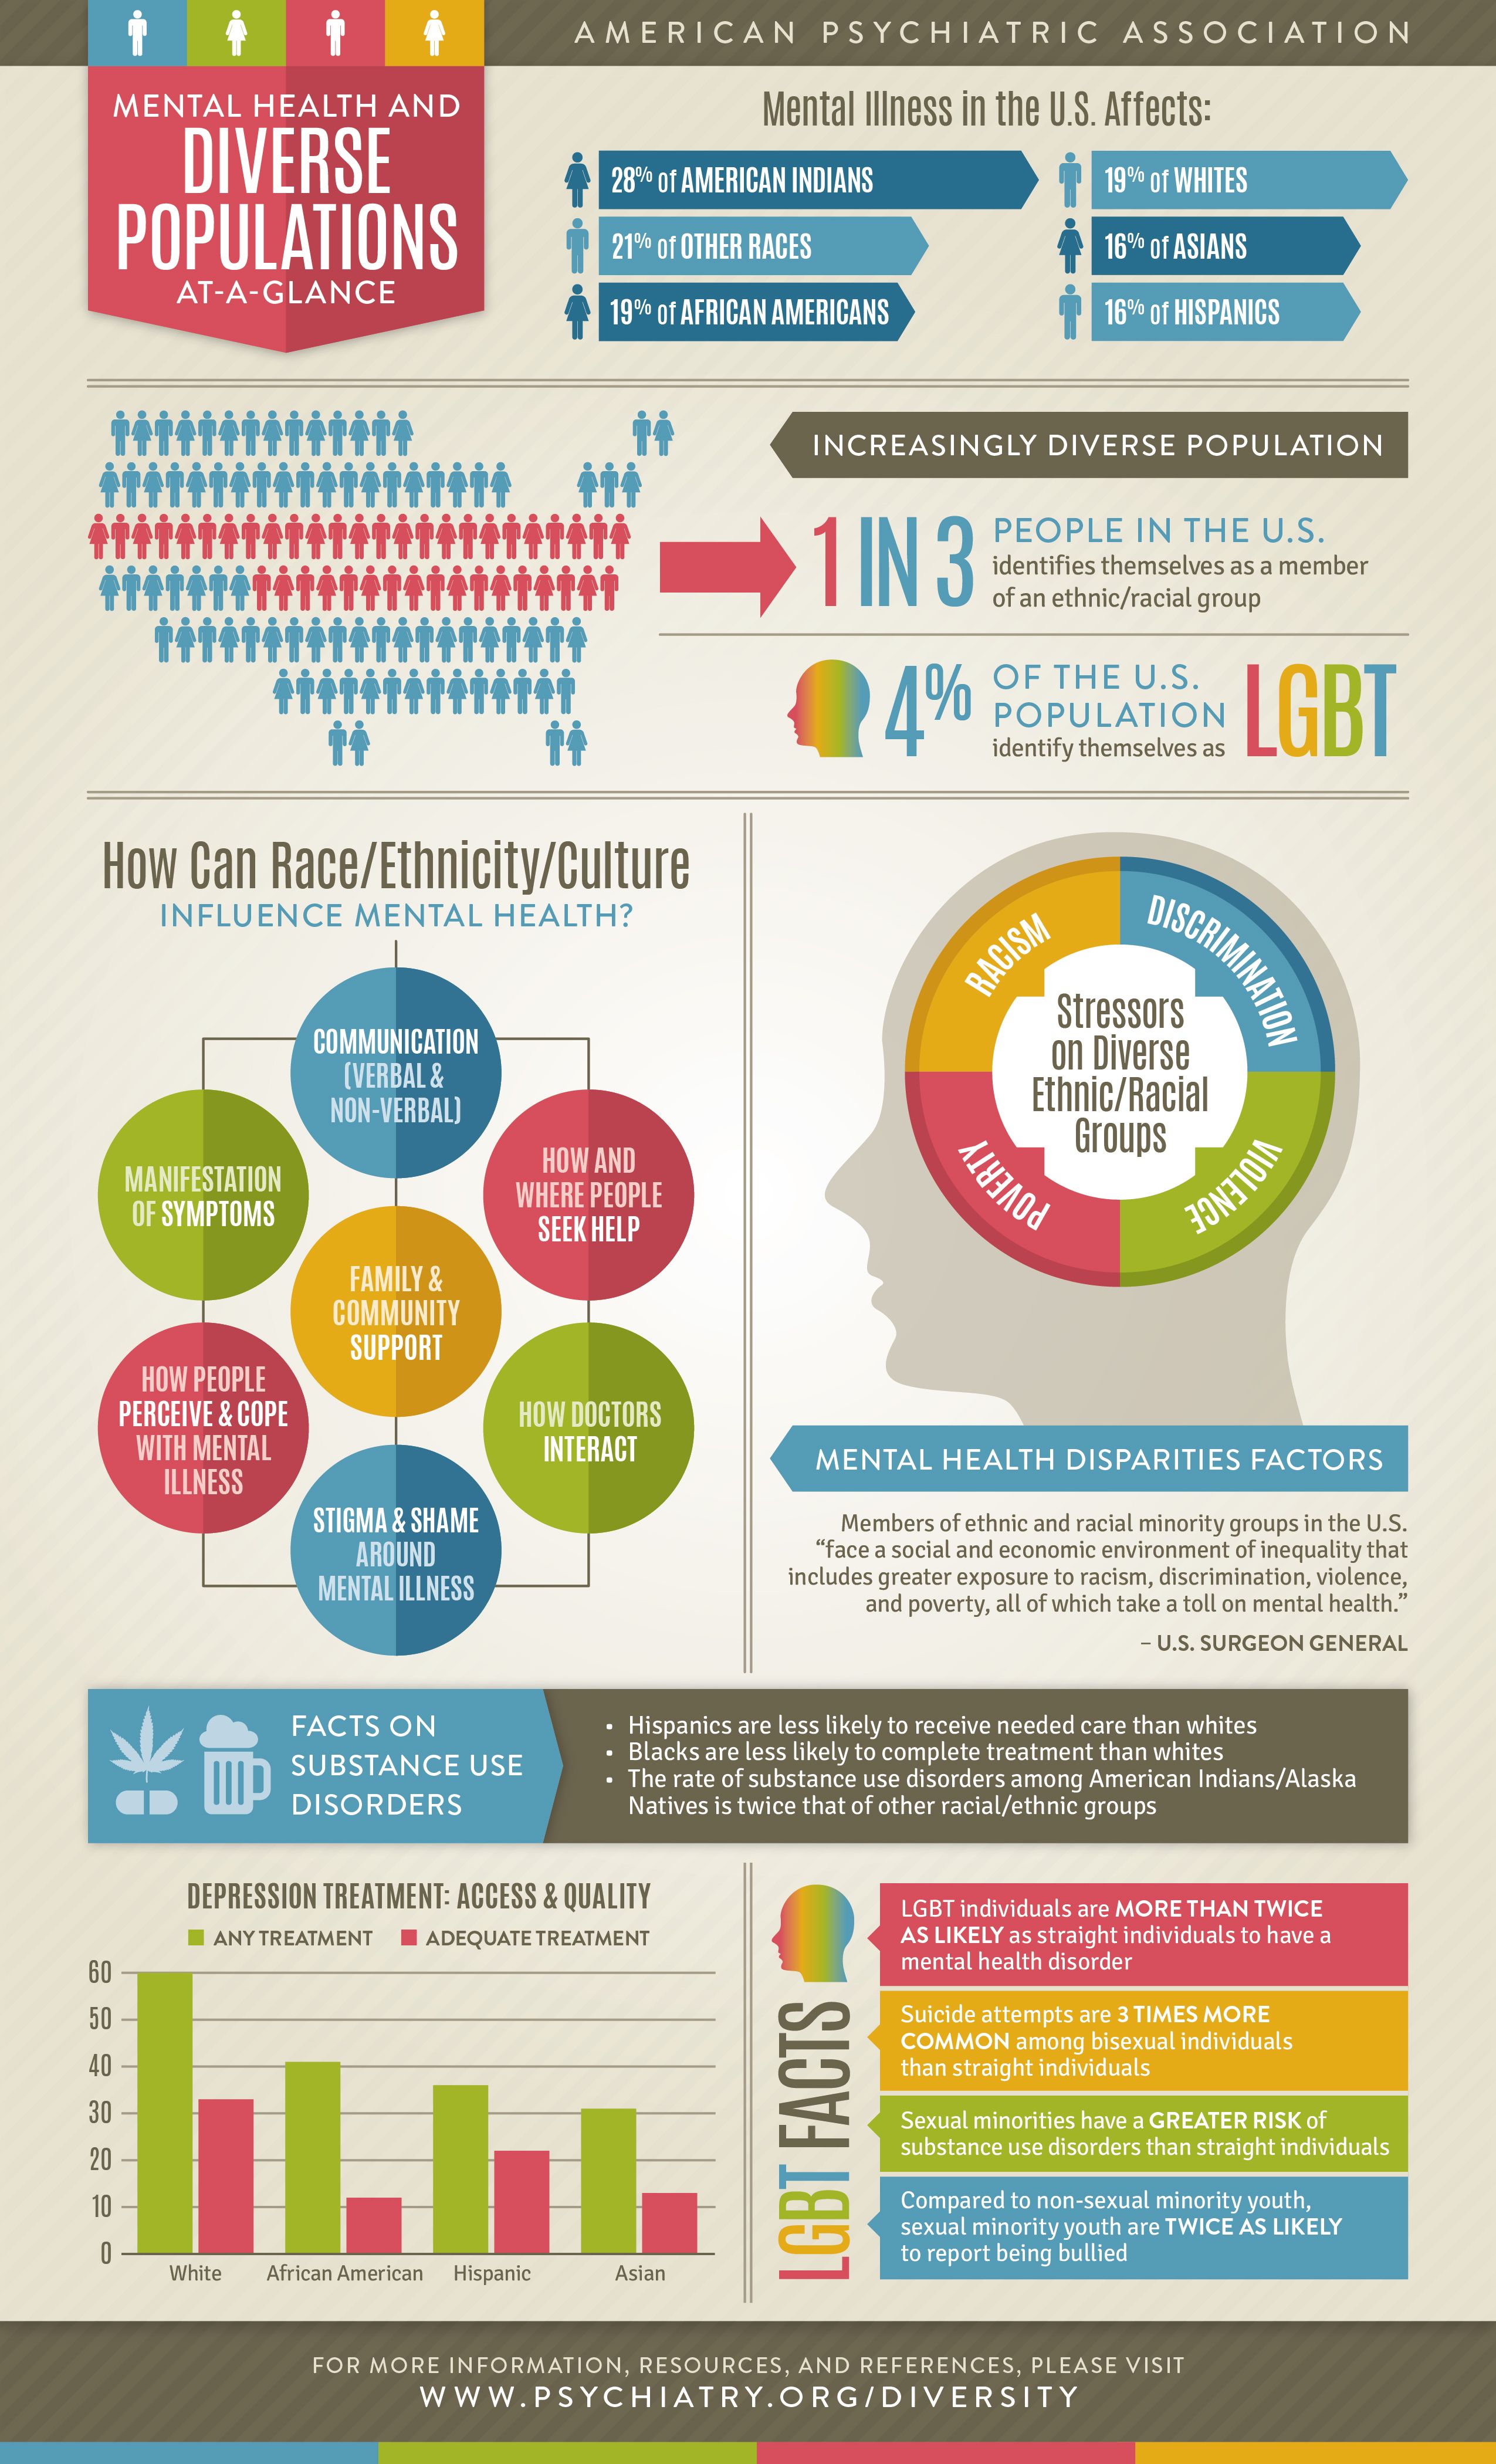 AMERICAN PSYCHIATRIC ASSOCIATION
MENTAL HEALTH AND
DIVERSE
POPULATIONS
AT-A-GLANCE
Mental Illness in the U.S. Affects:
28% of AMERICAN INDIANS
21% of OTHER RACES
19% of AFRICAN AMERICANS
19% of WHITES
16% of ASIANS
16% of HISPANICS
INCREASINGLY DIVERSE POPULATION
1 IN 3
PEOPLE IN THE U.S.
identifies themselves as a member
of an ethnic/racial group
4%
OF THE U.S.
POPULATION
identify themselves as
LGBT
How Can Race/Ethnicity/Culture
INFLUENCE MENTAL HEALTH?
COMMUNICATION
(VERBAL &
NON-VERBAL)
MANIFESTATION
OF SYMPTOMS
HOW AND
WHERE PEOPLE
SEEK HELP
FAMILY &
COMMUNITY
SUPPORT
HOW PEOPLE
PERCEIVE & COPE
WITH MENTAL
ILLNESS
HOW DOCTORS
INTERACT
STIGMA & SHAME
AROUND
MENTAL ILLNESS
RACISM
DISCRIMINATION
Stressors
on Diverse
Ethnic/Racial
Groups
POVERTY
VIOLENCE
MENTAL HEALTH DISPARITIES FACTORS
Members of ethnic and racial minority groups in the U.S.
“face a social and economic environment of inequality that
includes greater exposure to racism, discrimination, violence,
and poverty, all of which take a toll on mental health.”
– U.S. SURGEON GENERAL
FACTS ON
SUBSTANCE USE
DISORDERS
• Hispanics are less likely to receive needed care than whites
• Blacks are less likely to complete treatment than whites
• The rate of substance use disorders among American Indians/Alaska
Natives is twice that of other racial/ethnic groups
DEPRESSION TREATMENT: ACCESS & QUALITY
ANY TREATMENT
ADEQUATE TREATMENT
60
50
40
30
20
10
0
White
African American
Hispanic
Asian
LGBT FACTS
LGBT individuals are MORE THAN TWICE
AS LIKELY as straight individuals to have a
mental health disorder
Suicide attempts are 3 TIMES MORE
COMMON among bisexual individuals
than straight individuals
Sexual minorities have a GREATER RISK of
substance use disorders than straight individuals
Compared to non-sexual minority youth,
sexual minority youth are TWICE AS LIKELY
to report being bullied
FOR MORE INFORMATION, RESOURCES, AND REFERENCES, PLEASE VISIT
WWW.PSYCHIATRY.ORG/DIVERSITY